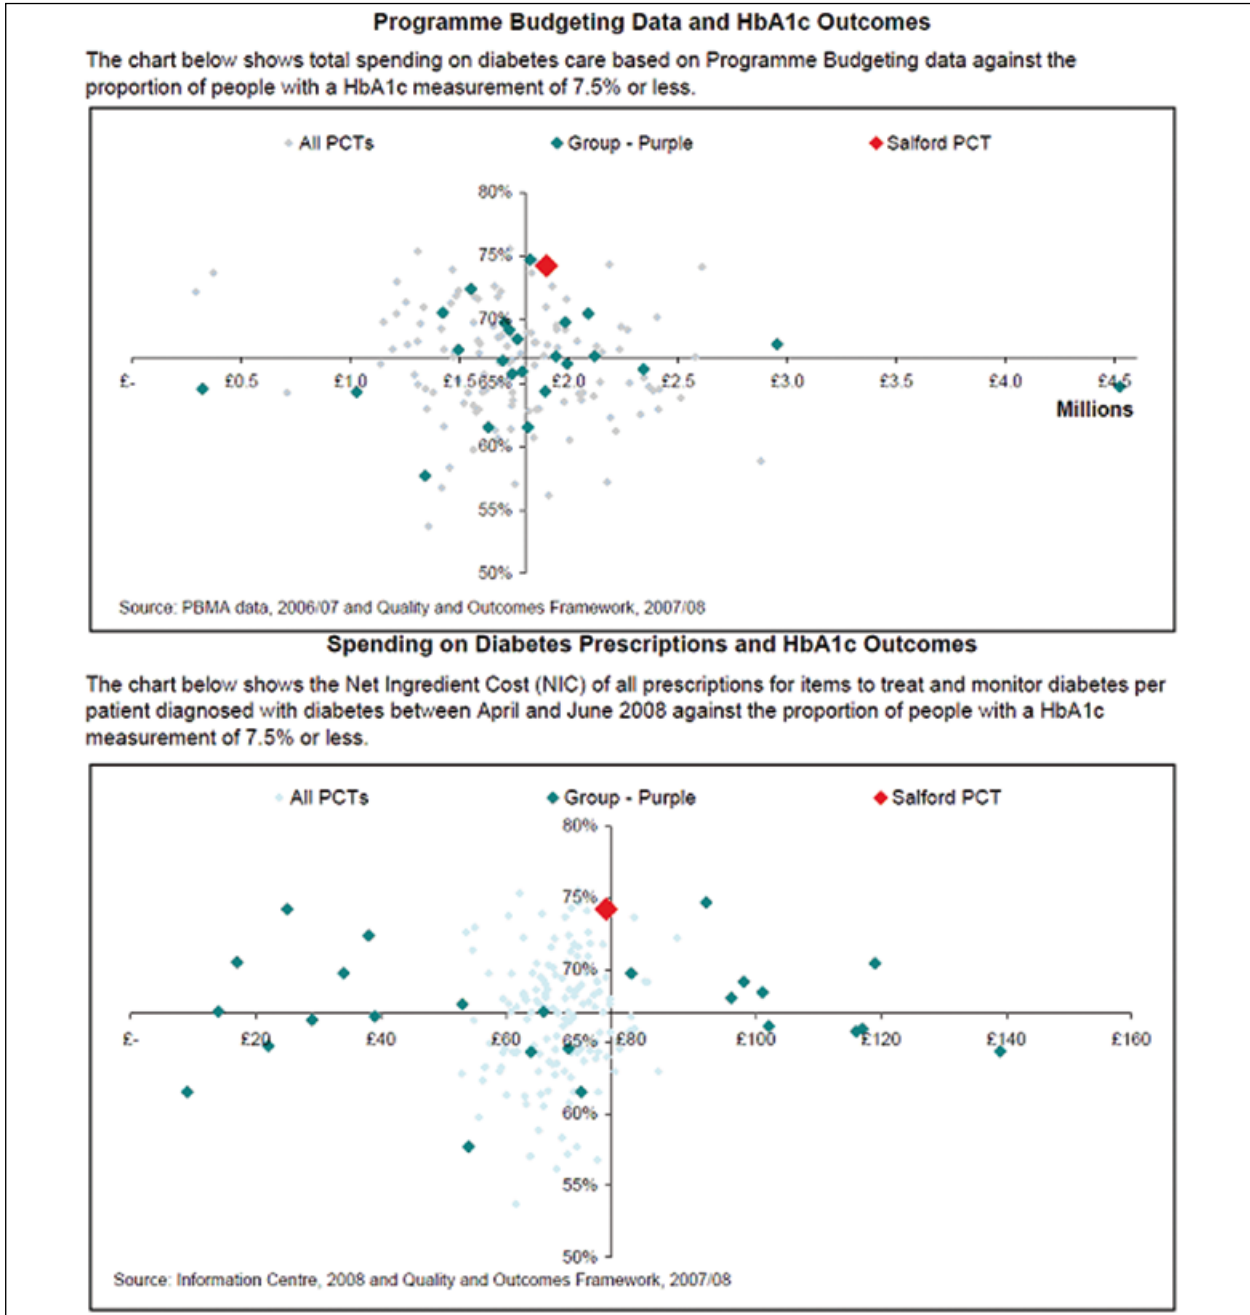 Programme Budgeting Data and HbA1c Outcomes
The chart below shows total spending on diabetes care based on Programme Budgeting data against the
proportion of people with a HbA1c measurement of 7.5% or less.
All PCTs Group - Purple Salford PCT
80%
75%
70%
£- £0.5 £1.0 £1.5 65% £2.0 £2.5 £3.0 £3.5 £4.0 £4.5
Millions
60%
55%
50%
Source: PBMA data, 2006/07 and Quality and Outcomes Framework, 2007/08
Spending on Diabetes Prescriptions and HbA1c Outcomes
The chart below shows the Net Ingredient Cost (NIC) of all prescriptions for items to treat and monitor diabetes per
patient diagnosed with diabetes between April and June 2008 against the proportion of people with a HbA1c
measurement of 7.5% or less.
All PCTs Group - Purple Salford PCT
80%
75%
70%
£- £20 £40 £60 65% £80 £100 £120 £140 £160
60%
55%
50%
Source: Information Centre, 2008 and Quality and Outcomes Framework, 2007/08